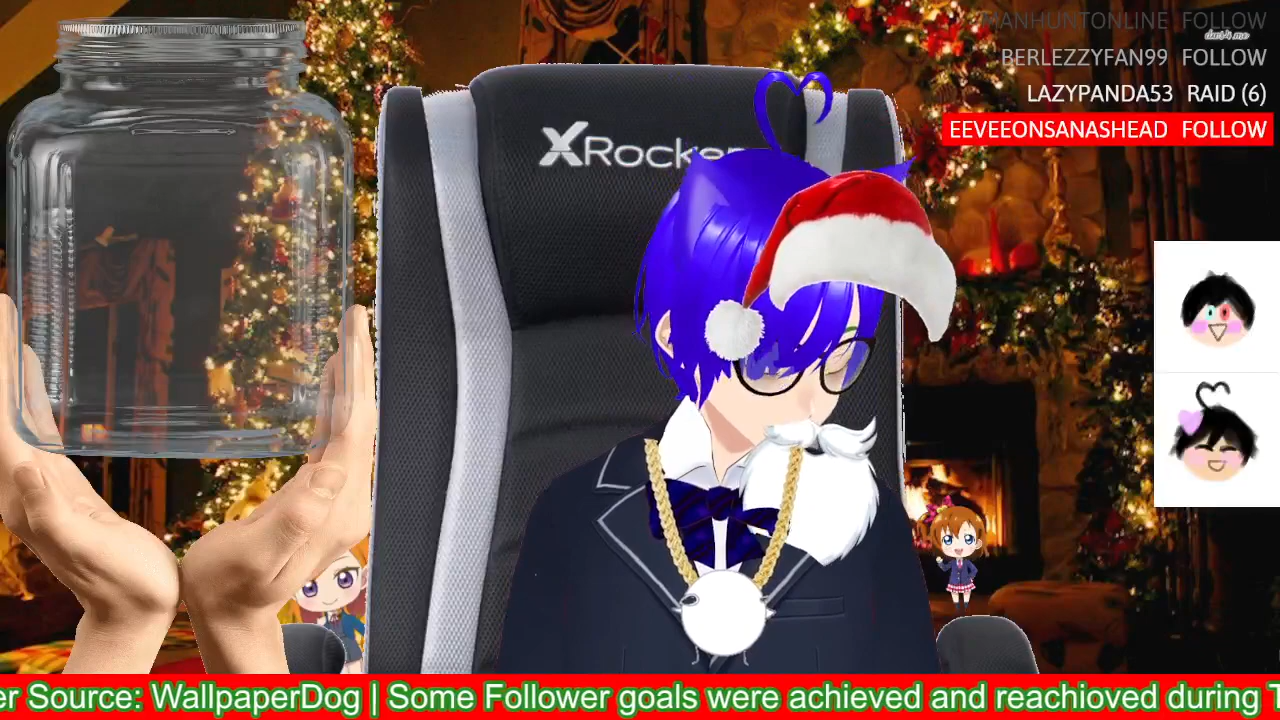 MANHUNTONLINE FOLLOW
BERLEZZYFAN99 FOLLOW
LAZYPANDA53 RAID (6)
EEVEEONSANASHEAD FOLLOW
XRocker
er Source: WallpaperDog | Some Follower goals were achieved and reachioved during T